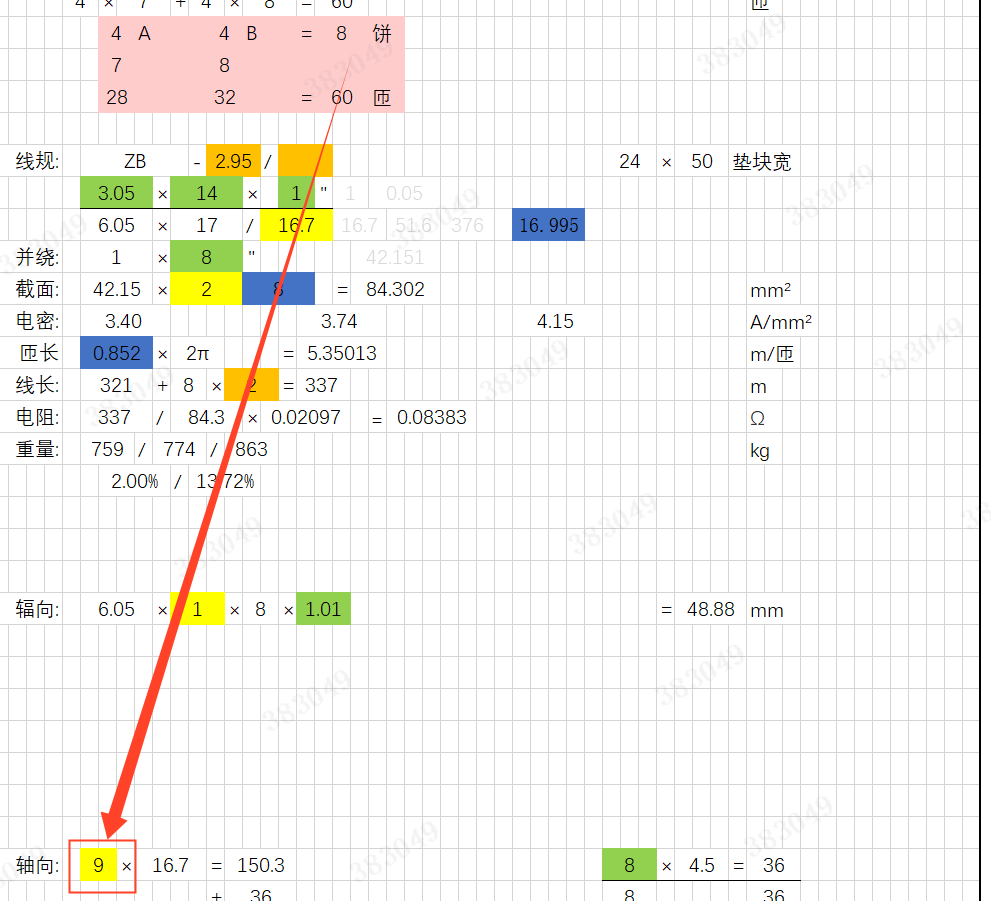 4 × 7 + 4 × 8 = 60 匝
4 A 4 B = 8 饼
7 8
28 32 = 60 匝
线规: ZB - 2.95 / 24 × 50 垫块宽
3.05 × 14 × 1 " 1 0.05
6.05 × 17 / 16.7 16.7 51.6 376 16.995
并绕: 1 × 8 " 42.151
截面: 42.15 × 2 8 = 84.302 mm²
电密: 3.40 3.74 4.15 A/mm²
匝长 0.852 × 2π = 5.35013 m/匝
线长: 321 + 8 × 2 = 337 m
电阻: 337 / 84.3 × 0.02097 = 0.08383 Ω
重量: 759 / 774 / 863 kg
2.00% / 13.72%
辐向: 6.05 × 1 × 8 × 1.01 = 48.88 mm
轴向: 9 × 16.7 = 150.3 8 × 4.5 = 36
+ 36 8 36
383049